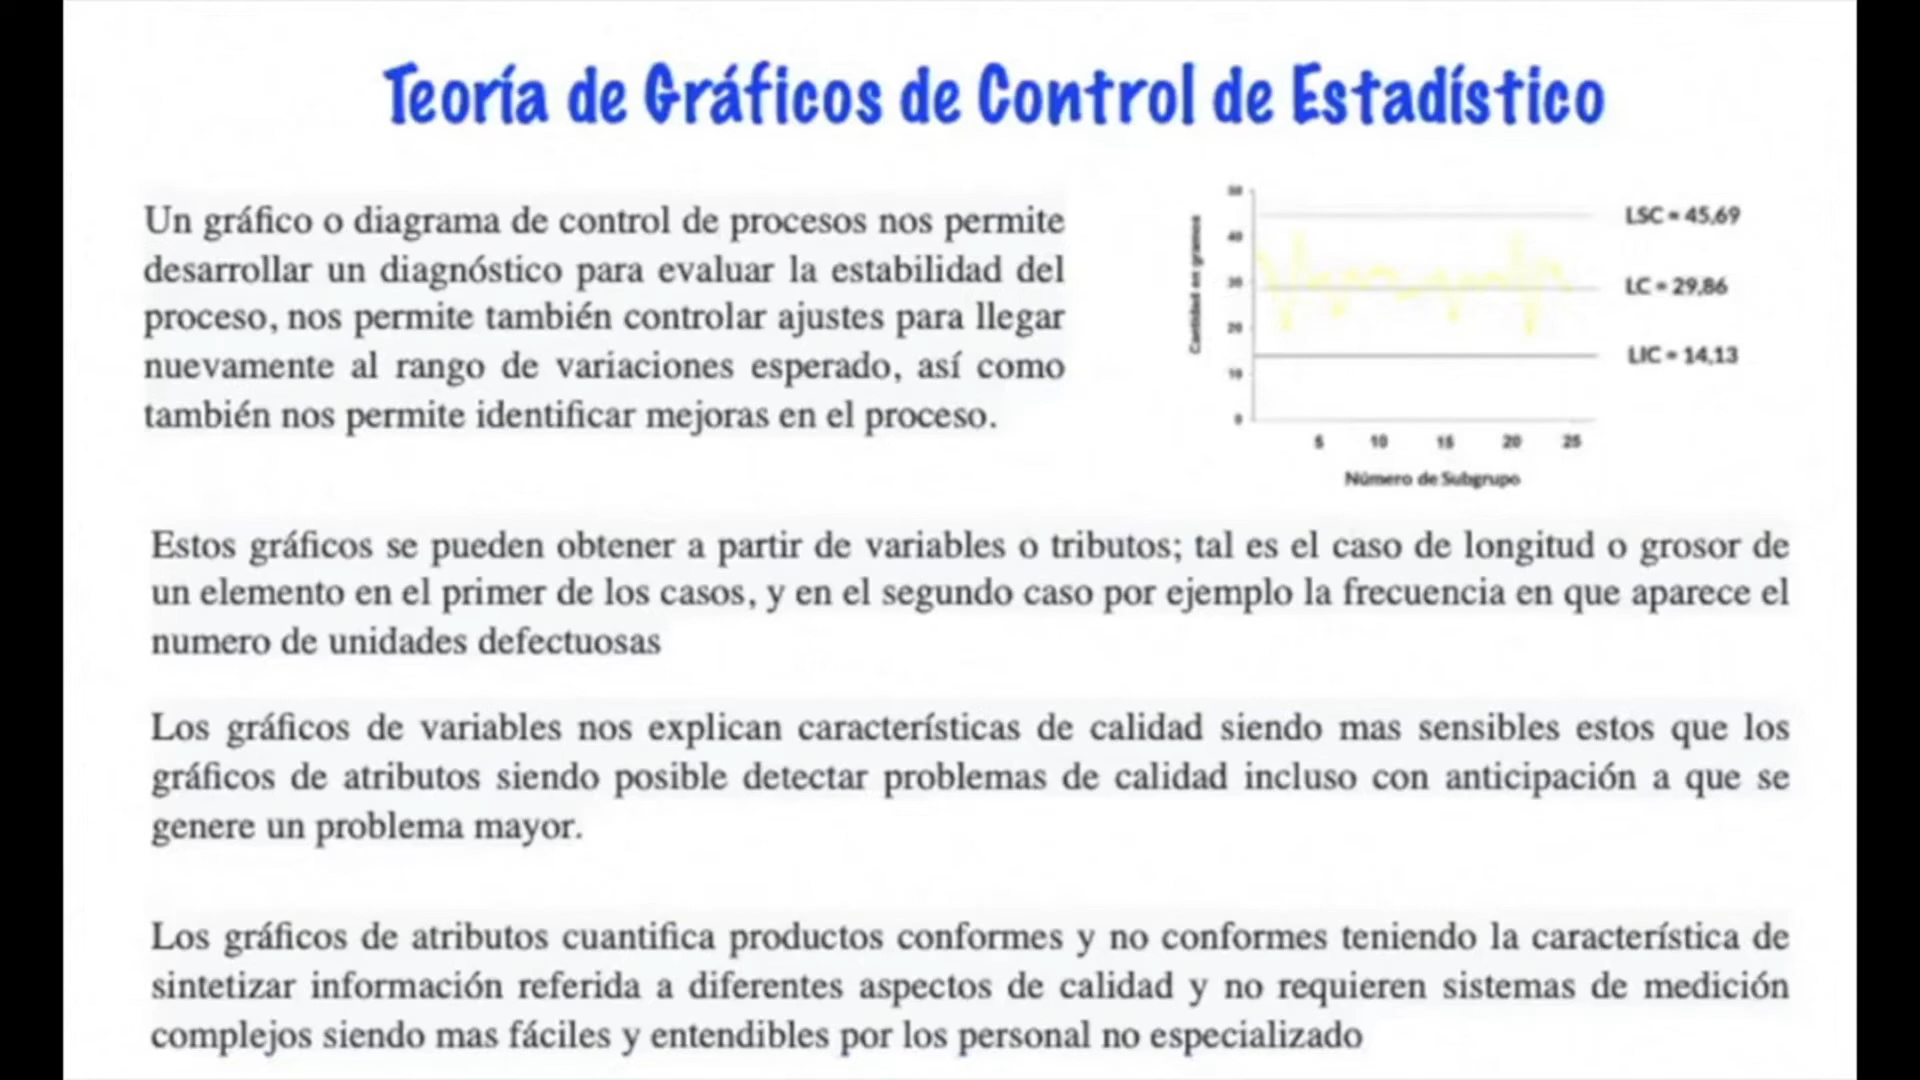 Teoría de Gráficos de Control de Estadístico
Un gráfico o diagrama de control de procesos nos permite
desarrollar un diagnóstico para evaluar la estabilidad del
proceso, nos permite también controlar ajustes para llegar
nuevamente al rango de variaciones esperado, así como
también nos permite identificar mejoras en el proceso.
Cantidad en gramos
50
40
30
20
10
0
5 10 15 20 25
Número de Subgrupo
LSC = 45,69
LC = 29,86
LIC = 14,13
Estos gráficos se pueden obtener a partir de variables o tributos; tal es el caso de longitud o grosor de
un elemento en el primer de los casos, y en el segundo caso por ejemplo la frecuencia en que aparece el
numero de unidades defectuosas
Los gráficos de variables nos explican características de calidad siendo mas sensibles estos que los
gráficos de atributos siendo posible detectar problemas de calidad incluso con anticipación a que se
genere un problema mayor.
Los gráficos de atributos cuantifica productos conformes y no conformes teniendo la característica de
sintetizar información referida a diferentes aspectos de calidad y no requieren sistemas de medición
complejos siendo mas fáciles y entendibles por los personal no especializado